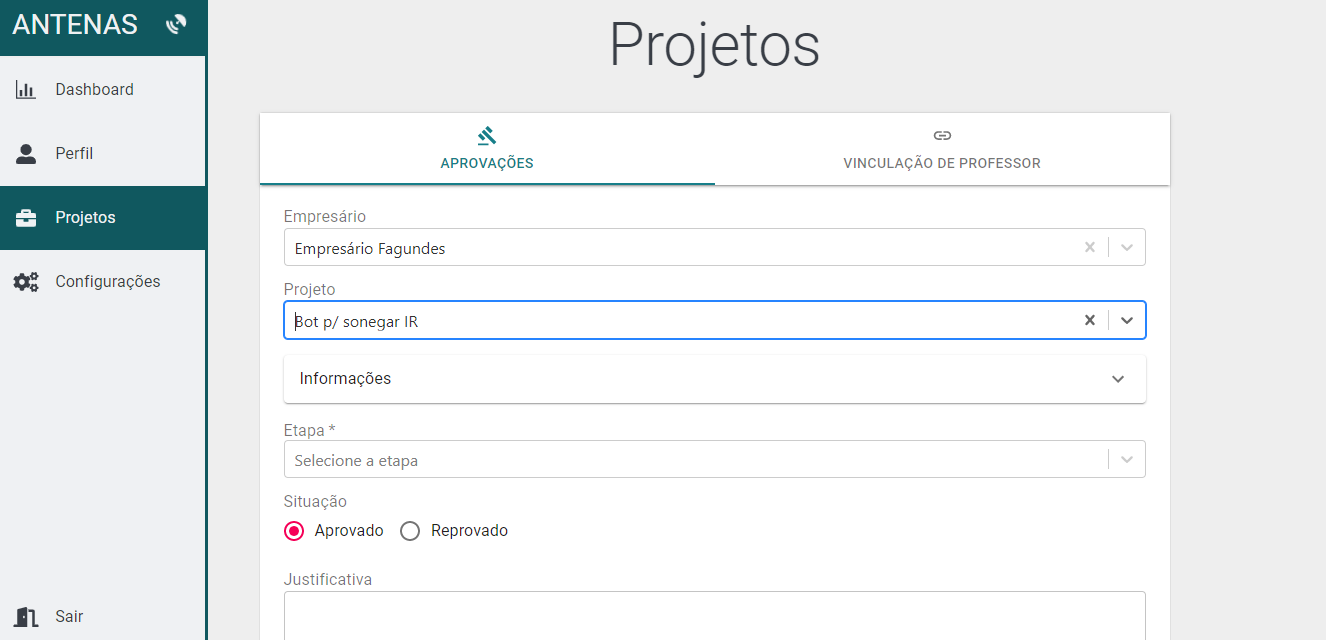 ANTENAS
Dashboard
Perfil
Projetos
Configurações
Sair
Projetos
APROVAÇÕES
VINCULAÇÃO DE PROFESSOR
Empresário
Empresário Fagundes
Projeto
Bot p/ sonegar IR
Informações
Etapa *
Selecione a etapa
Situação
Aprovado Reprovado
Justificativa